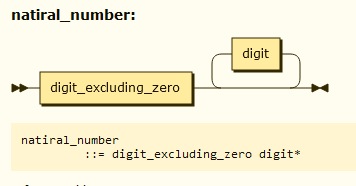 natiral_number:
digit
digit_excluding_zero
natiral_number
::= digit_excluding_zero digit*